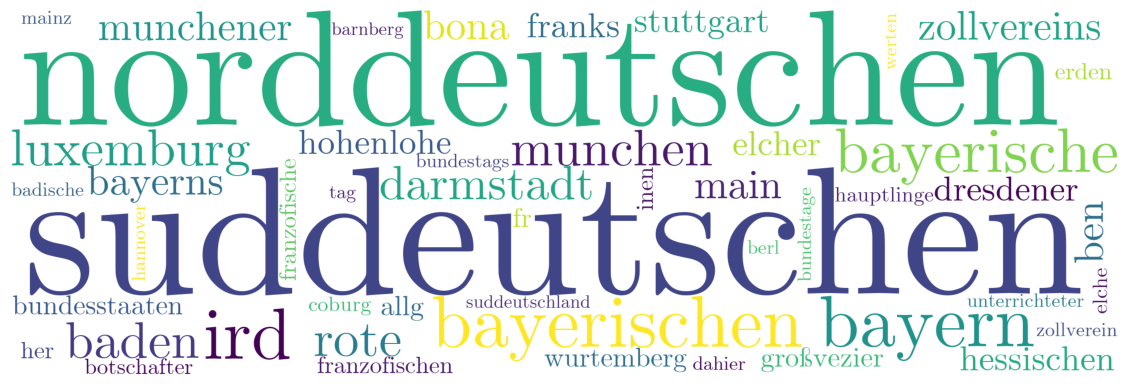 mainz
munchener
barnberg
bona
franks
stuttgart
werten
zollvereins
norddeutschen
erden
luxemburg
hohenlohe
bundestags
munchen
elcher
bayerische
badische
bayerns
franzofische
tag
darmstadt
inen
main
hauptlinge
dresdener
suddeutschen
hannover
fr
berl
bundestage
ben
elche
bundesstaaten
coburg
allg
suddeutschland
bayerischen
bayern
unterrichteter
zollverein
her
baden
ird
rote
botschafter
franzofischen
wurtemberg
dahier
großvezier
hessischen